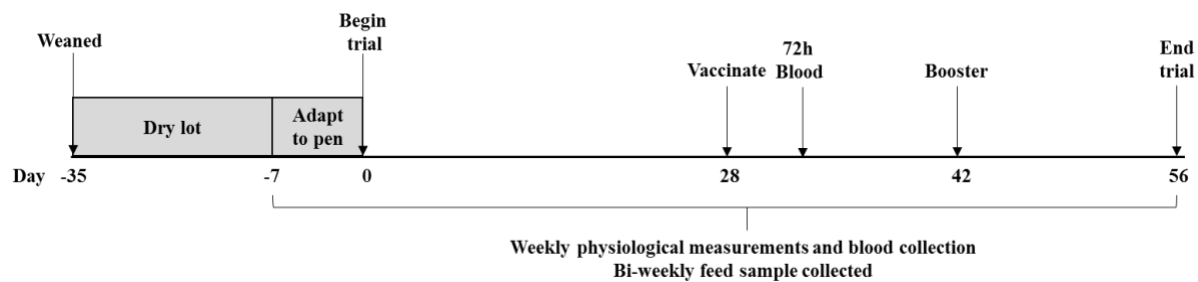 Weaned
Begin
trial
Vaccinate
72h
Blood
Booster
End
trial
Dry lot
Adapt
to pen
Day -35 -7 0 28 42 56
Weekly physiological measurements and blood collection
Bi-weekly feed sample collected